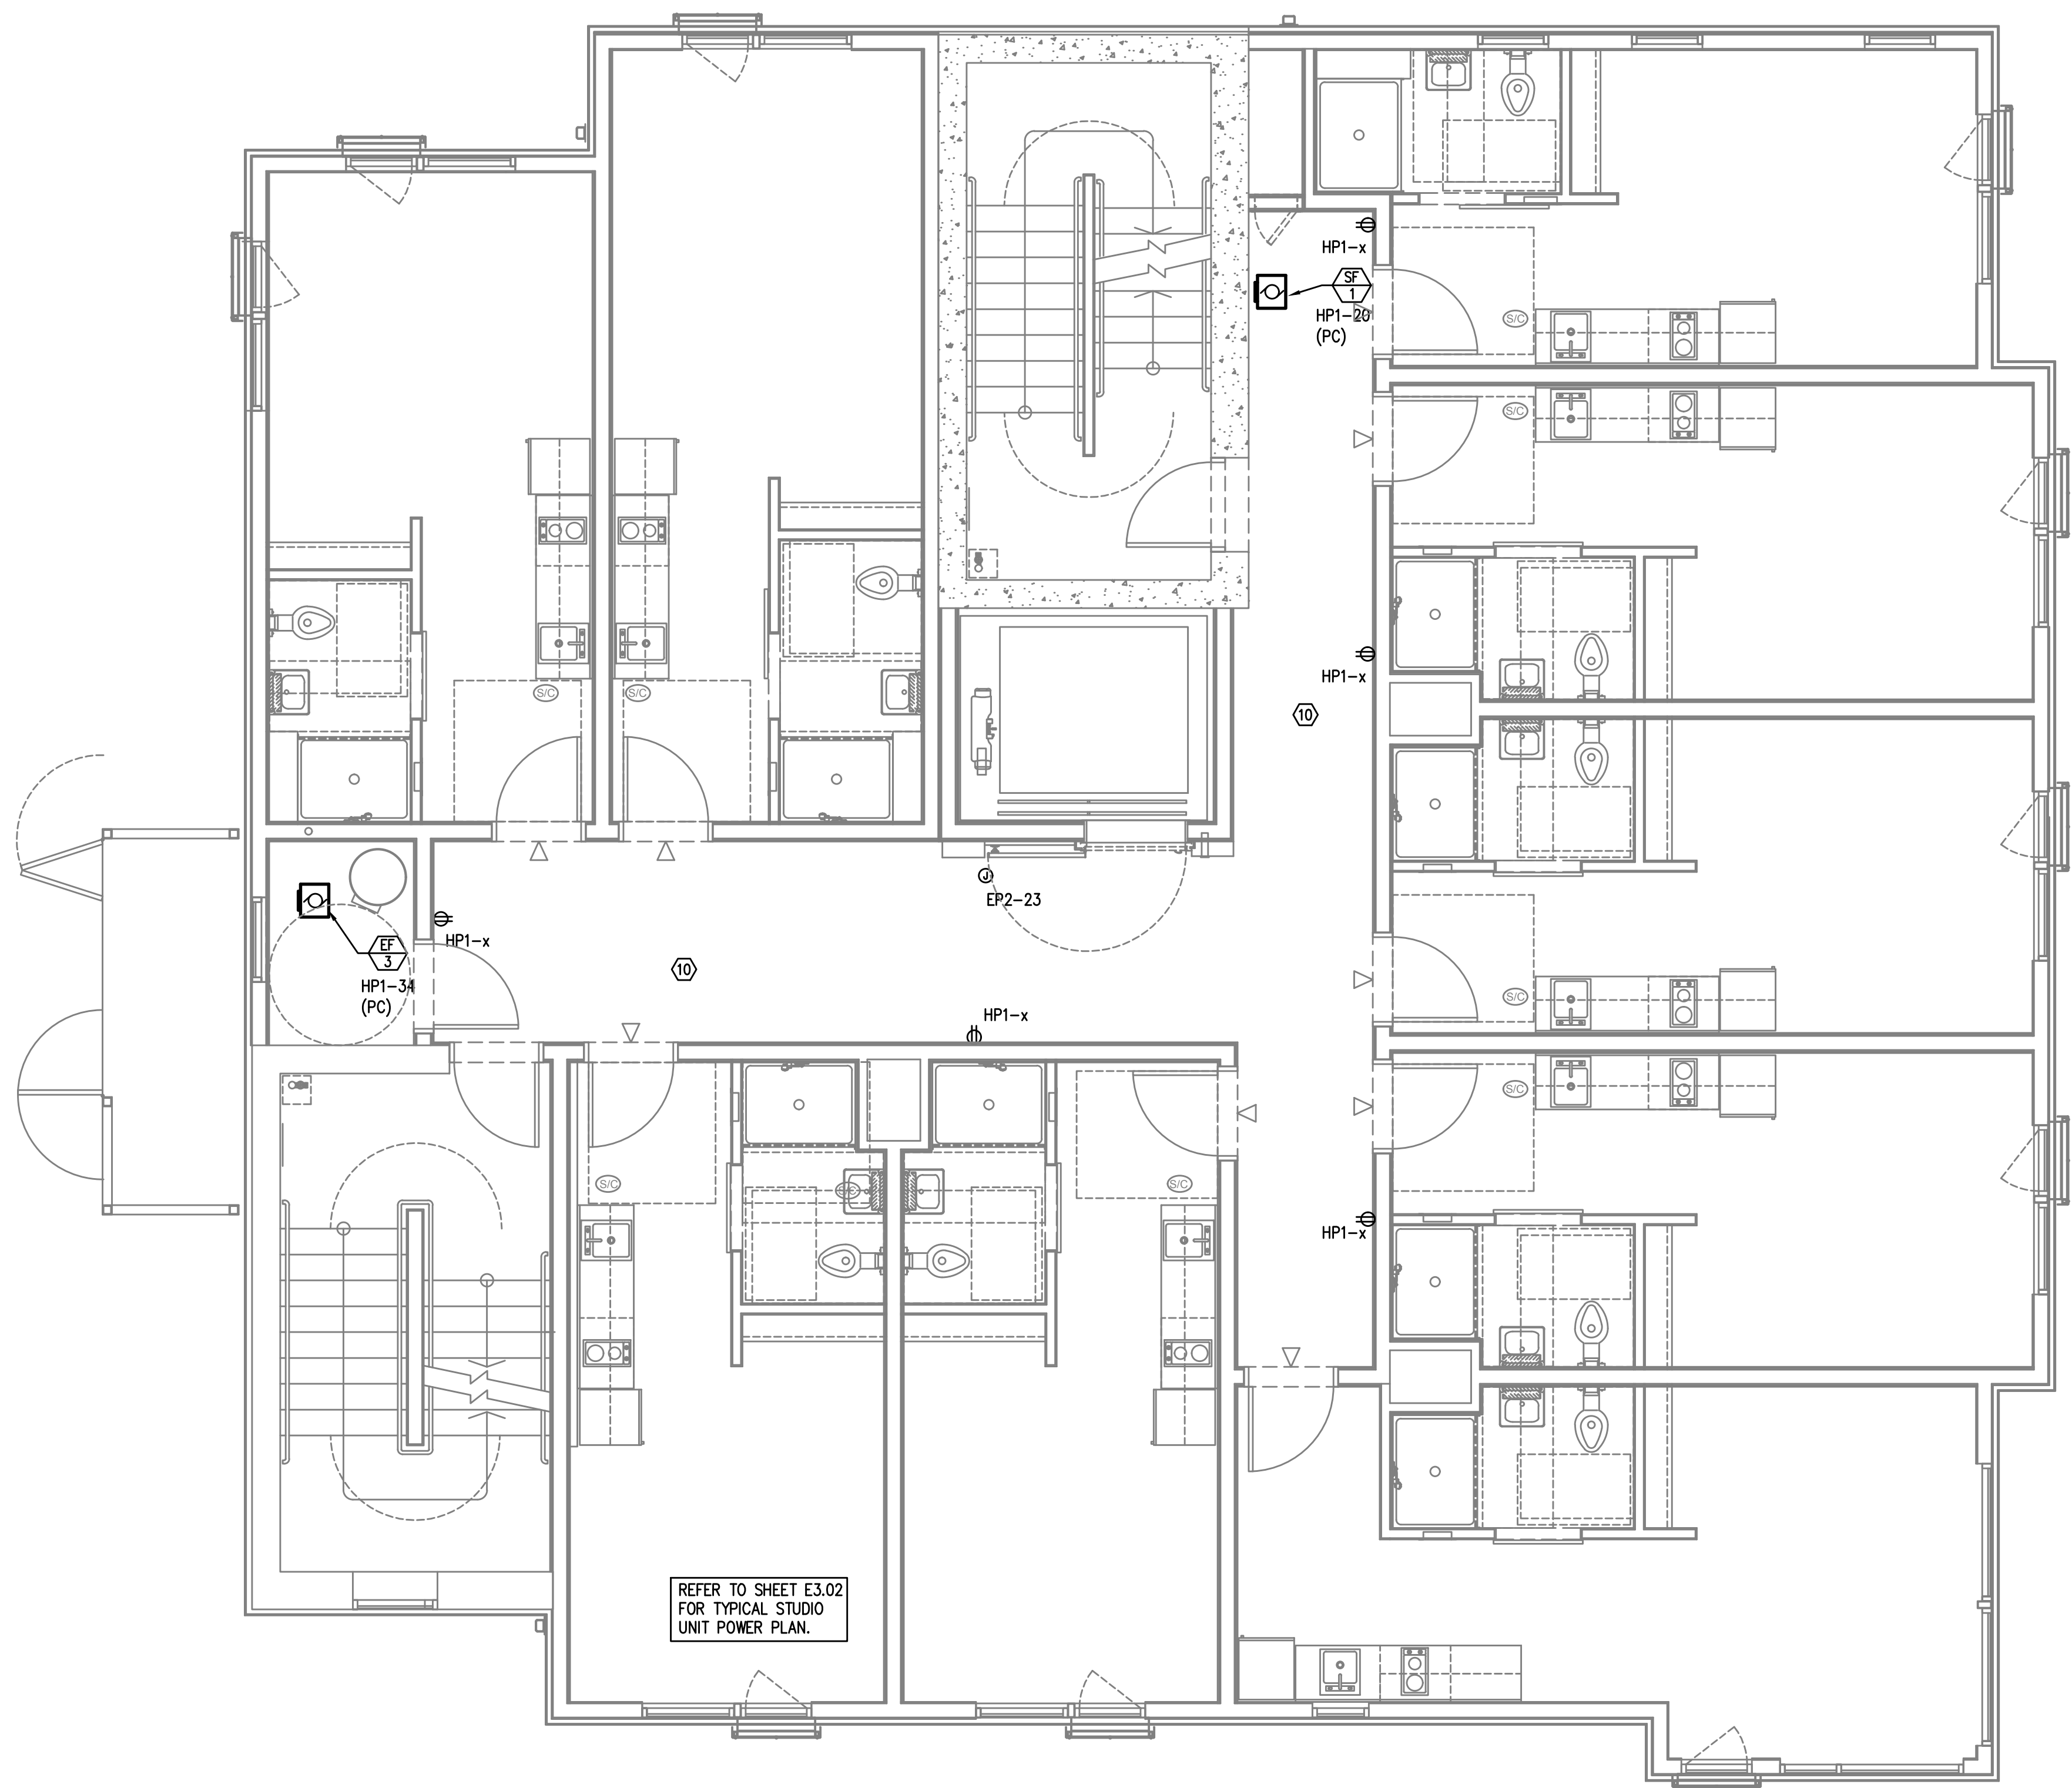 HP1-x
SF
1
HP1-20
(PC)
S/C
S/C
HP1-x
S/C
S/C
10
J
EP2-23
HP1-x
EF
3
HP1-34
(PC)
10
HP1-x
S/C
S/C
S/C
S/C
HP1-x
REFER TO SHEET E3.02
FOR TYPICAL STUDIO
UNIT POWER PLAN.